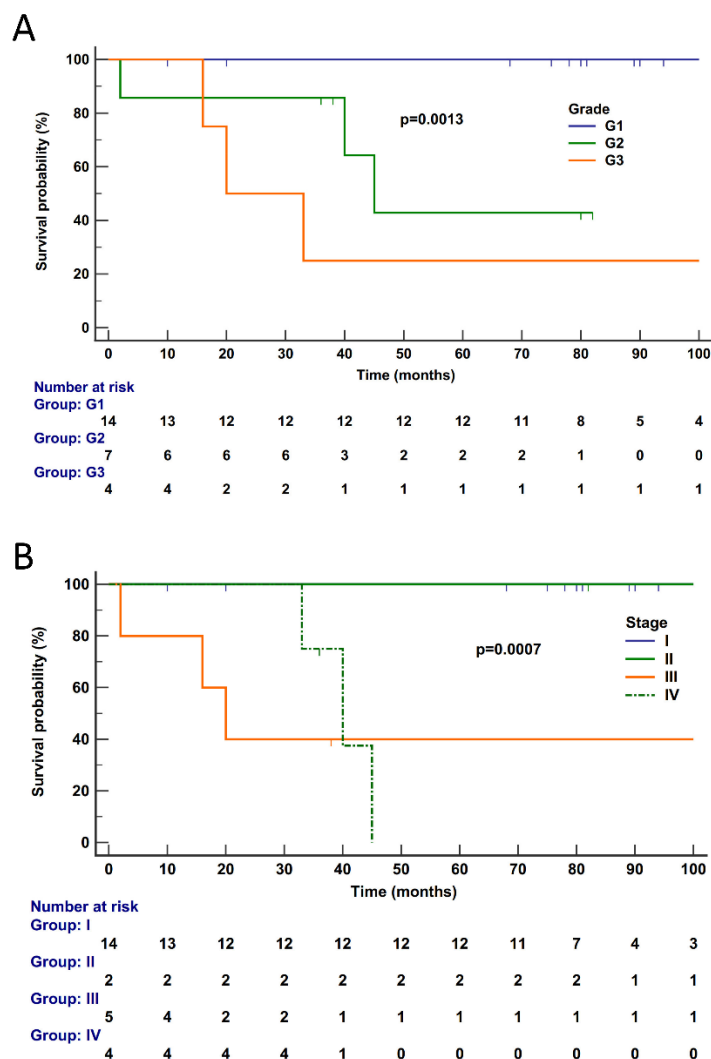 A
Survival probability (%)
100
80
60
40
20
0
p=0.0013
Grade
G1
G2
G3
0 10 20 30 40 50 60 70 80 90 100
Time (months)
Number at risk
Group: G1
14 13 12 12 12 12 12 11 8 5 4
Group: G2
7 6 6 6 3 2 2 2 1 0 0
Group: G3
4 4 2 2 1 1 1 1 1 1 1
B
Survival probability (%)
100
80
60
40
20
0
p=0.0007
Stage
I
II
III
IV
0 10 20 30 40 50 60 70 80 90 100
Time (months)
Number at risk
Group: I
14 13 12 12 12 12 12 11 7 4 3
Group: II
2 2 2 2 2 2 2 2 2 1 1
Group: III
5 4 2 2 1 1 1 1 1 1 1
Group: IV
4 4 4 4 1 0 0 0 0 0 0